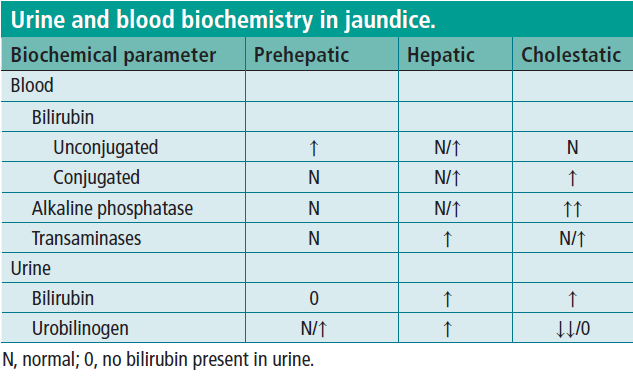 Urine and blood biochemistry in jaundice.
Biochemical parameter Prehepatic Hepatic Cholestatic
Blood
Bilirubin
Unconjugated ↑ N/↑ N
Conjugated N N/↑ ↑
Alkaline phosphatase N N/↑ ↑↑
Transaminases N ↑ N/↑
Urine
Bilirubin 0 ↑ ↑
Urobilinogen N/↑ ↑ ↓↓/0
N, normal; 0, no bilirubin present in urine.